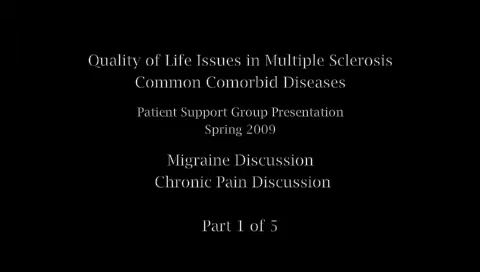 Quality of Life Issues in Multiple Sclerosis
Common Comorbid Diseases
Patient Support Group Presentation
Spring 2009
Migraine Discussion
Chronic Pain Discussion
Part 1 of 5